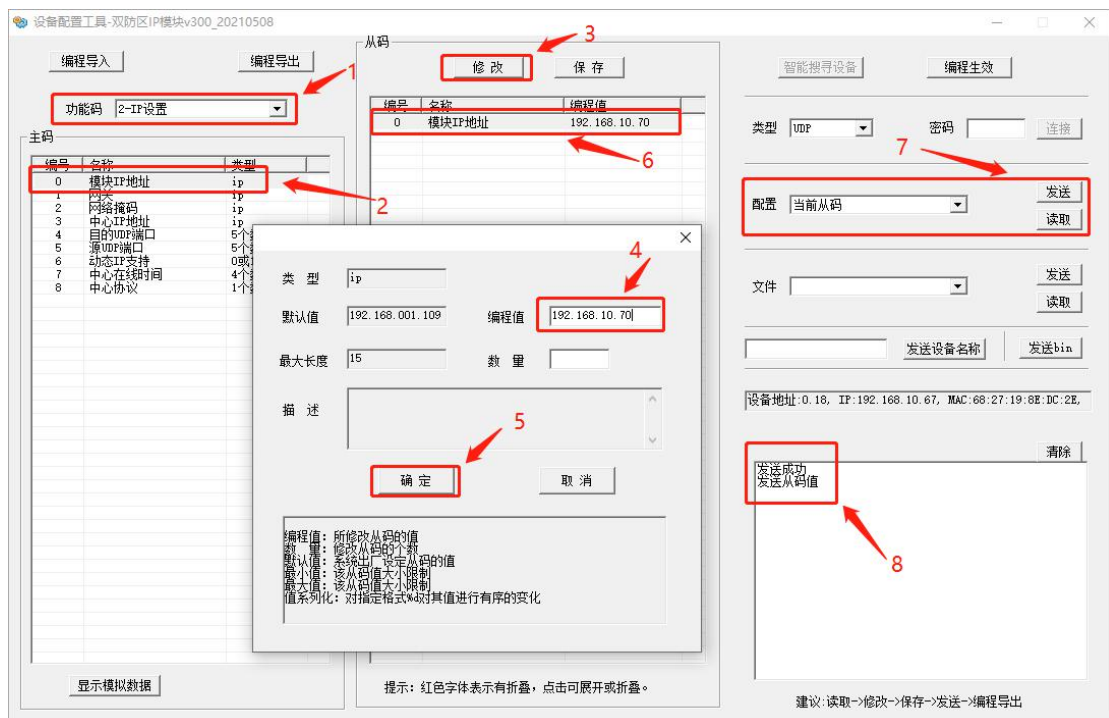 设备配置工具-双防区IP模块v300_20210508
编程导入
编程导出
1
功能码 2-IP设置
主码
编号 名称 类型
0 模块IP地址 ip
1 网关 ip
2 网络掩码 ip
3 中心IP地址 ip
4 目的UDP端口 5个
5 源UDP端口 5个
6 动态IP支持 0或
7 中心在线时间 4个
8 中心协议 1个
2
显示模拟数据
从码
3
修改
保存
编号 名称 编程值
0 模块IP地址 192.168.10.70
6
类型 ip
4
默认值 192.168.001.109
编程值 192.168.10.70
最大长度 15
数量
描述
5
确定
取消
编程值: 所修改从码的值
数 量: 修改从码的个数
默认值: 系统出厂设定从码的值
最小值: 该从码值大小限制
最大值: 该从码值大小限制
值系列化: 对指定格式%d对其值进行有序的变化
提示: 红色字体表示有折叠, 点击可展开或折叠。
智能搜寻设备
编程生效
类型 UDP
密码
连接
7
配置 当前从码
发送
读取
文件
发送
读取
发送设备名称
发送bin
设备地址:0.18, IP:192.168.10.67, MAC:68:27:19:8E:DC:2E,
清除
发送成功
发送从码值
8
建议:读取->修改->保存->发送->编程导出